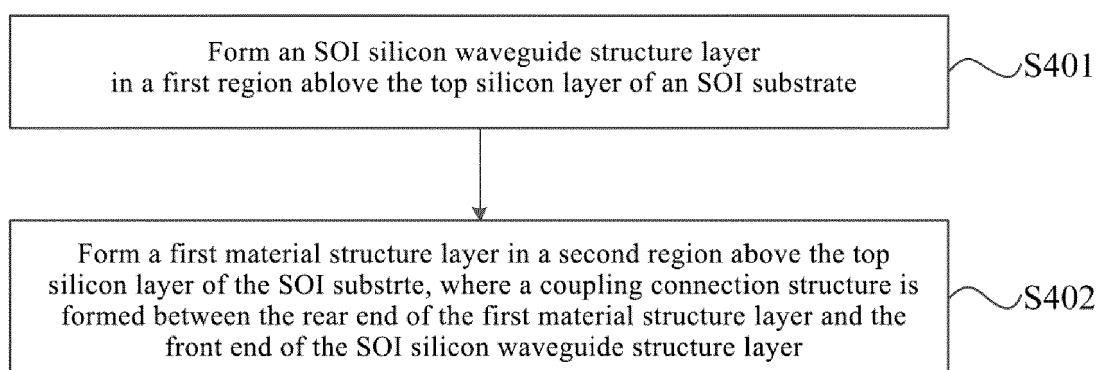 Form an SOI silicon waveguide structure layer
in a first region ablove the top silicon layer of an SOI substrate
S401
Form a first material structure layer in a second region above the top
silicon layer of the SOI substrte, where a coupling connection structure is
formed between the rear end of the first material structure layer and the
front end of the SOI silicon waveguide structure layer
S402